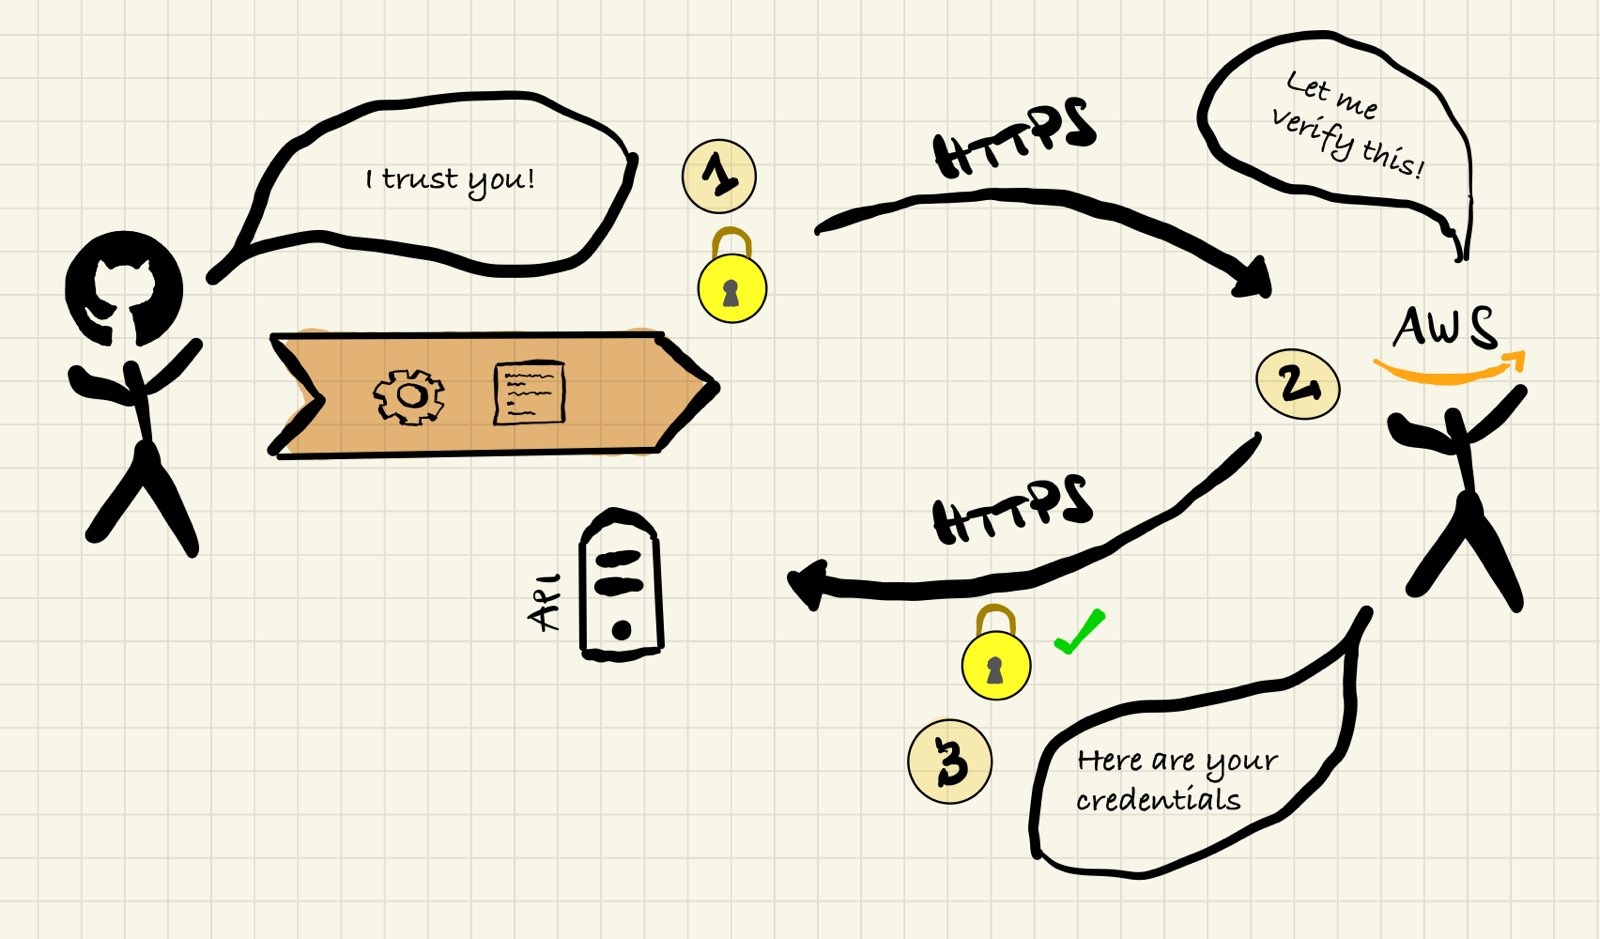 I trust you!
1
HTTPS
Let me
verify this!
AWS
2
HTTPS
API
3
Here are your
credentials